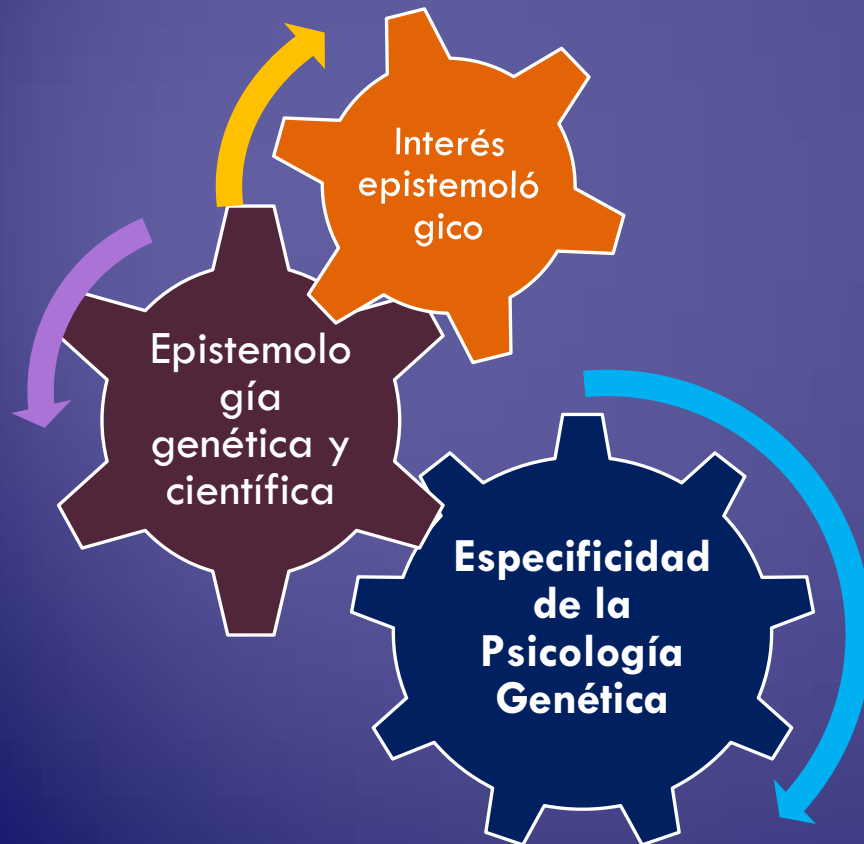 Interés
epistemoló
gico
Epistemolo
gía
genética y
científica
Especificidad
de la
Psicología
Genética